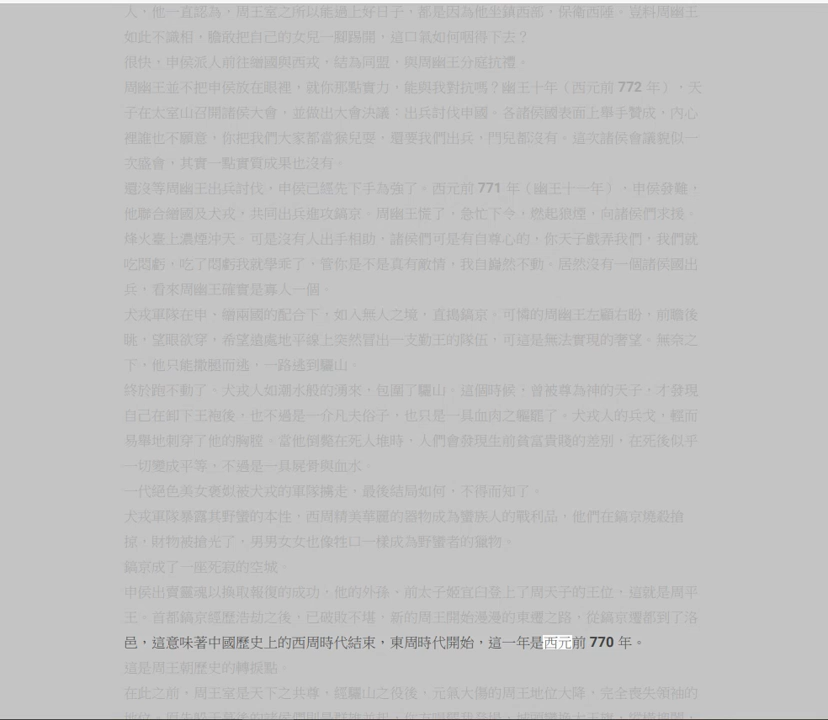 人，他一直認為，周王室之所以能過上好日子，都是因為他坐鎮西部，保衛西陲。豈料周幽王
如此不識相，膽敢把自己的女兒一腳踢開，這口氣如何咽得下去？
很快，申侯派人前往繒國與西戎，結為同盟，與周幽王分庭抗禮。
周幽王並不把申侯放在眼裡，就你那點實力，能與我對抗嗎？幽王十年（西元前 772 年），天
子在太室山召開諸侯大會，並做出大會決議：出兵討伐申國。各諸侯國表面上舉手贊成，內心
裡誰也不願意，你把我們大家都當猴兒耍，還要我們出兵，門兒都沒有。這次諸侯會議貌似一
次盛會，其實一點實質成果也沒有。
還沒等周幽王出兵討伐，申侯已經先下手為強了。西元前 771 年（幽王十一年），申侯發難，
他聯合繒國及犬戎，共同出兵進攻鎬京。周幽王慌了，急忙下令，燃起狼煙，向諸侯們求援。
烽火臺上濃煙沖天。可是沒有人出手相助，諸侯們可是有自尊心的，你天子戲弄我們，我們就
吃悶虧，吃了悶虧我就學乖了，管你是不是真有敵情，我自巋然不動。居然沒有一個諸侯國出
兵，看來周幽王確實是寡人一個。
犬戎軍隊在申、繒兩國的配合下，如入無人之境，直搗鎬京。可憐的周幽王左顧右盼，前瞻後
眺，望眼欲穿，希望遠處地平線上突然冒出一支勤王的隊伍，可這是無法實現的奢望。無奈之
下，他只能撒腿而逃，一路逃到驪山。
終於跑不動了，犬戎人如潮水般的湧來，包圍了驪山。這個時候，曾被尊為神的天子，才發現
自己在卸下王袍後，也不過是一介凡夫俗子，也只是一具血肉之軀罷了。犬戎人的兵戈，輕而
易舉地刺穿了他的胸膛。當他倒斃在死人堆時，人們會發現生前貧富貴賤的差別，在死後似乎
一切變成平等，不過是一具屍骨與血水。
一代絕色美女褒姒被犬戎的軍隊擄走，最後結局如何，不得而知了。
犬戎軍隊暴露其野蠻的本性，西周精美華麗的器物成為蠻族人的戰利品，他們在鎬京燒殺搶
掠，財物被搶光了，男男女女也像牲口一樣成為野蠻者的獵物。
鎬京成了一座死寂的空城。
申侯出賣靈魂以換取報復的成功，他的外孫，前太子姬宜臼登上了周天子的王位，這就是周平
王。首都鎬京經歷浩劫之後，已破敗不堪，新的周王開始漫漫的東遷之路，從鎬京遷都到了洛
邑，這意味著中國歷史上的西周時代結束，東周時代開始，這一年是西元前 770 年。
這是周王朝歷史的轉捩點。
在此之前，周王室是天下之共尊，經驪山之役後，元氣大傷的周王地位大降，完全喪失領袖的